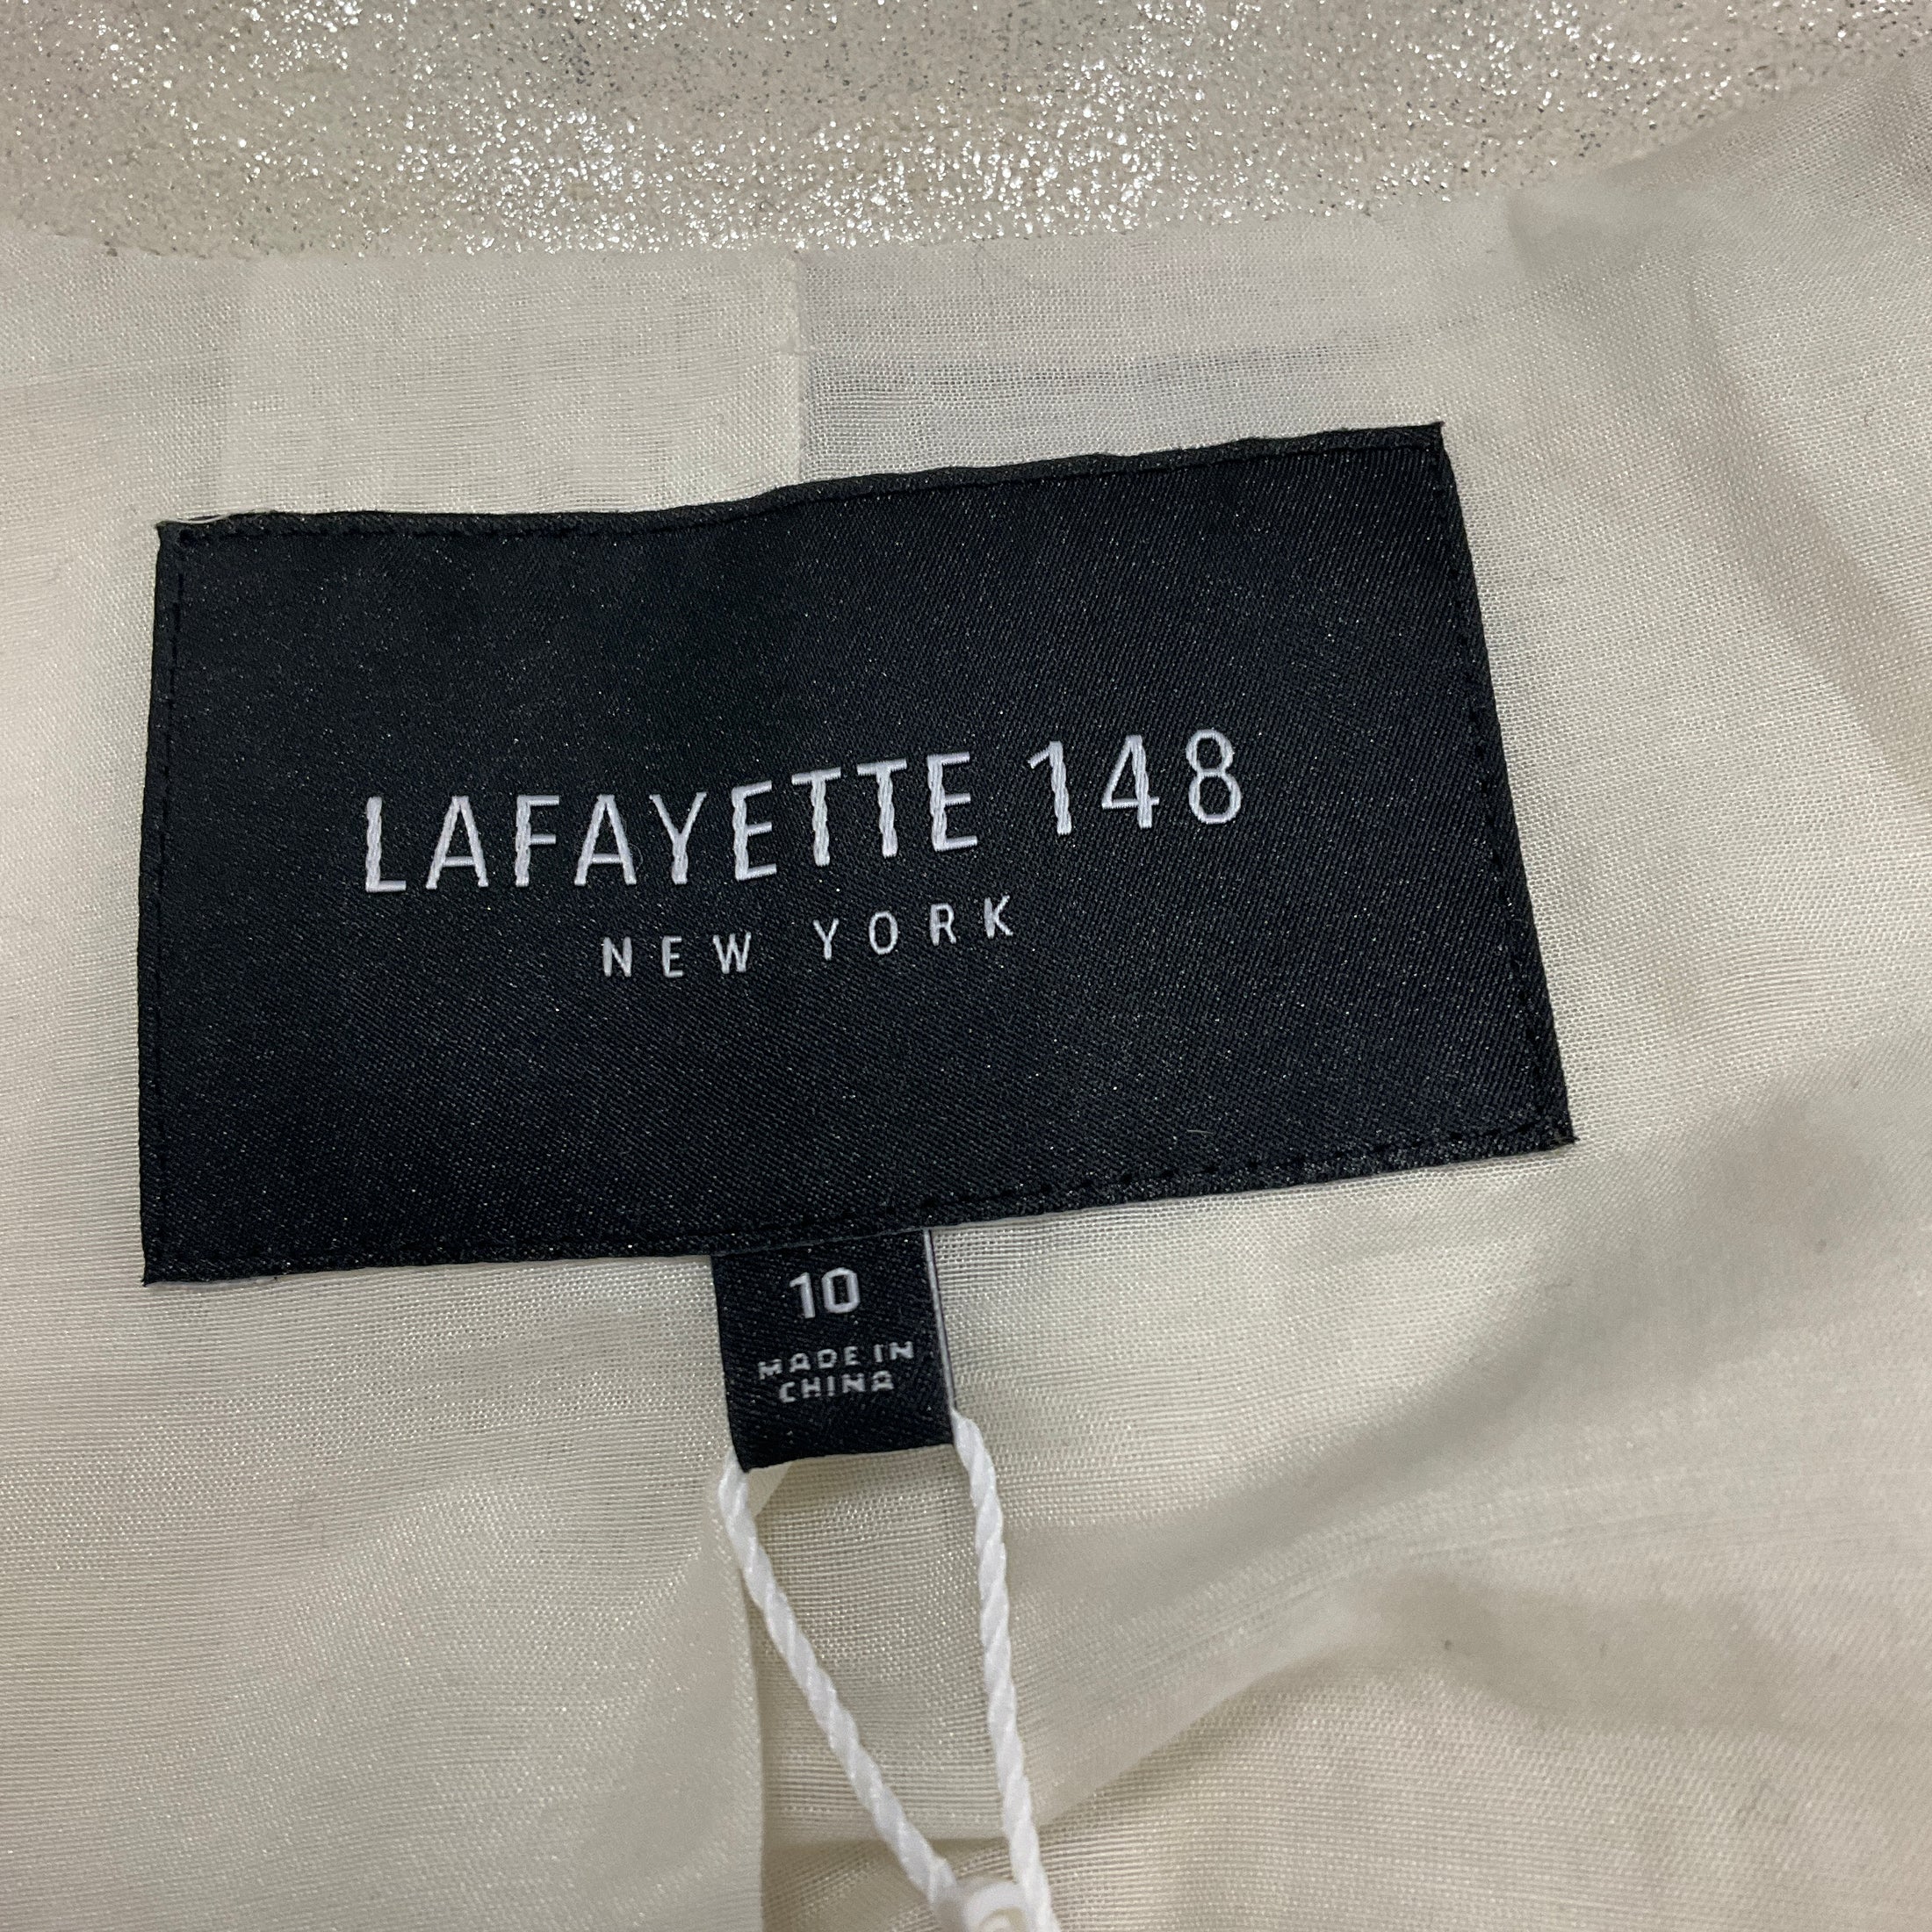 LAFAYETTE 148
NEW YORK
10
MADE IN
CHINA